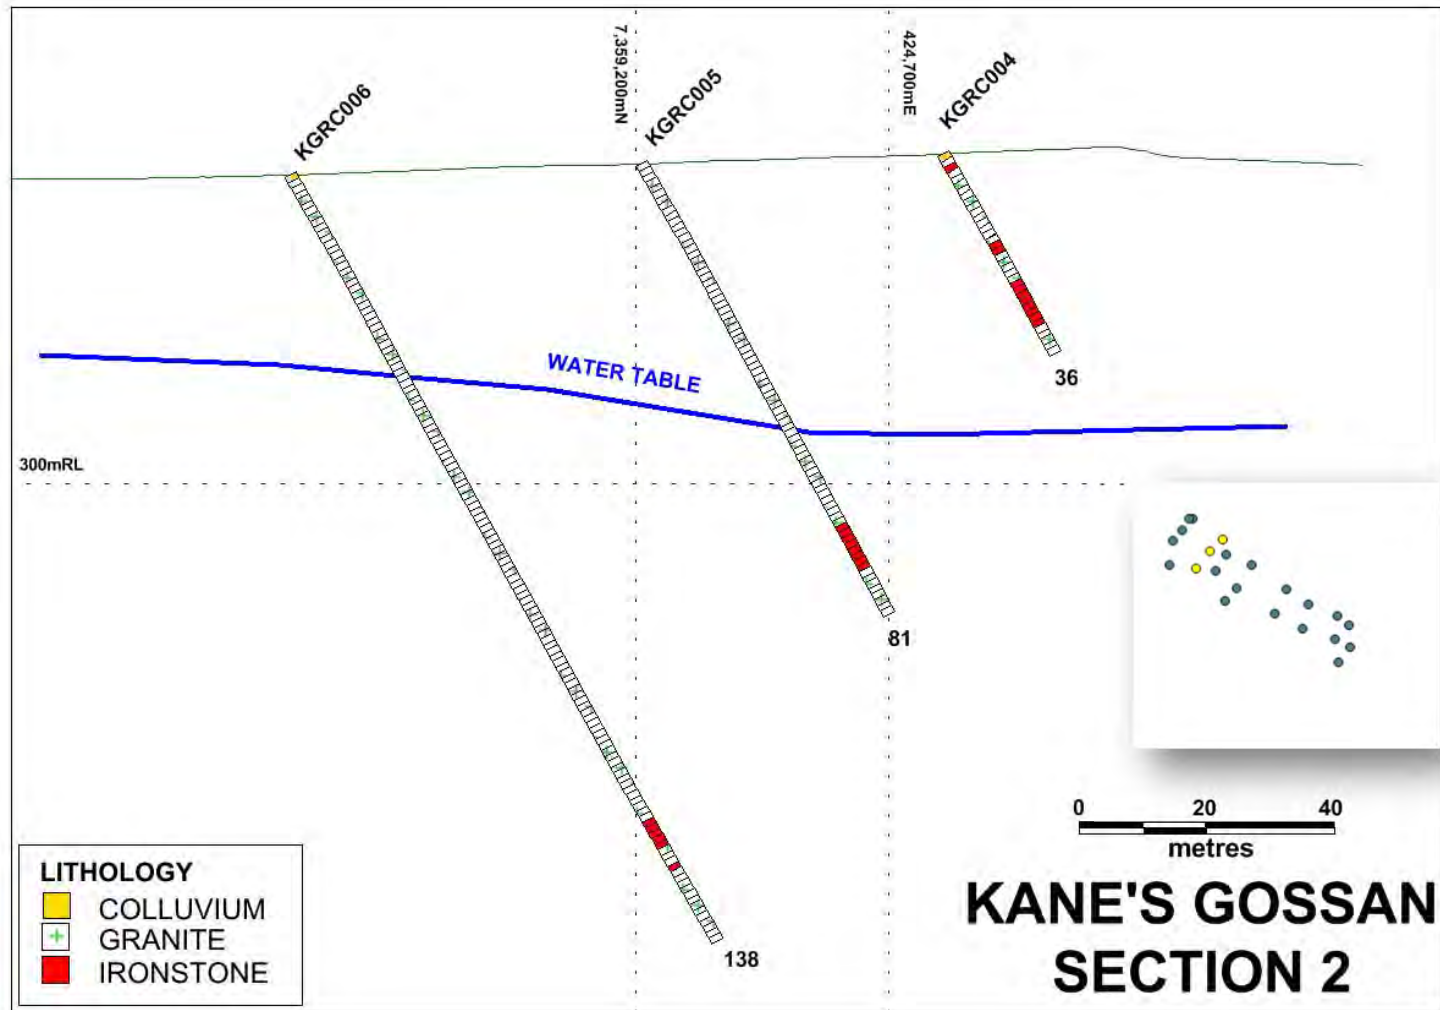 7,359,200mN
424,700mE
KGRC006
KGRC005
KGRC004
WATER TABLE
36
300mRL
81
138
0 20 40
metres
LITHOLOGY
COLLUVIUM
GRANITE
IRONSTONE
KANE'S GOSSAN
SECTION 2